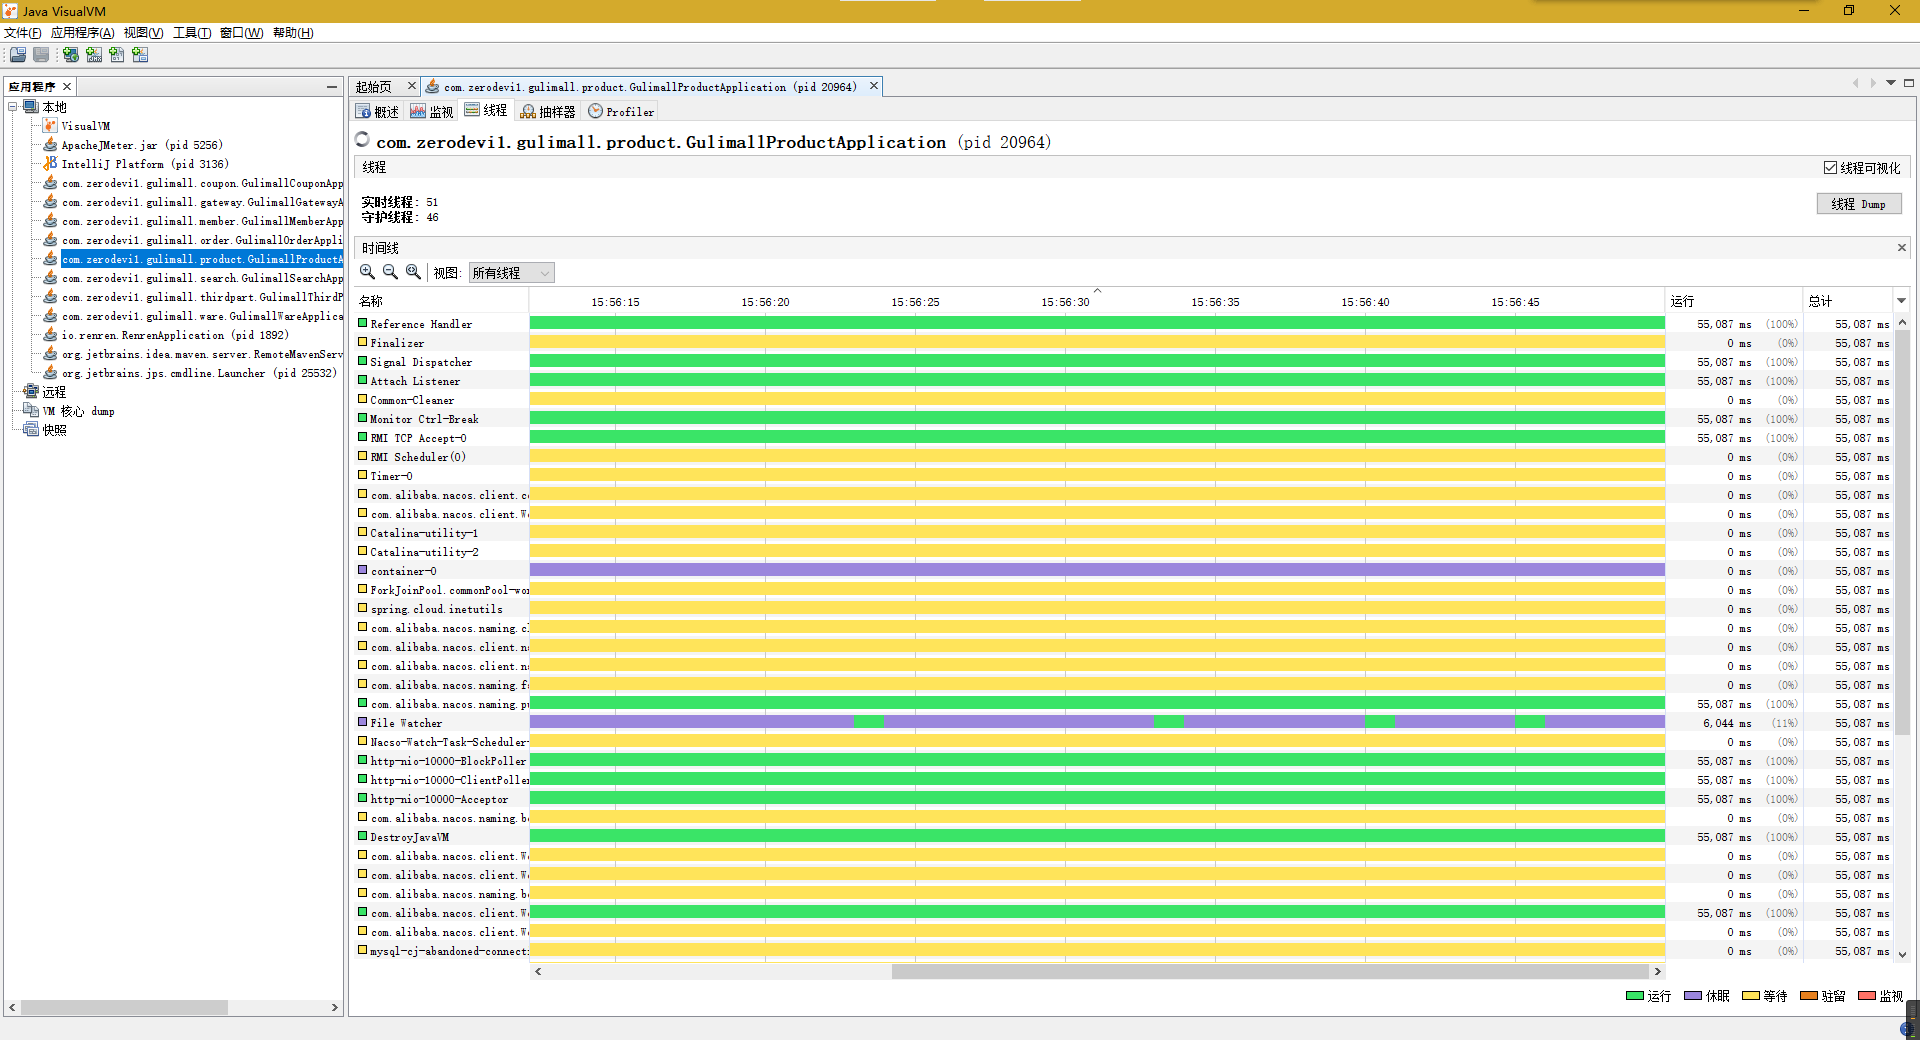 Java VisualVM
文件(F) 应用程序(A) 视图(V) 工具(T) 窗口(W) 帮助(H)
应用程序
本地
VisualVM
ApacheJMeter.jar (pid 5256)
IntelliJ Platform (pid 3136)
com.zerodevi1.gulimall.coupon.GulimallCouponApp
com.zerodevi1.gulimall.gateway.GulimallGatewayA
com.zerodevi1.gulimall.member.GulimallMemberApp
com.zerodevi1.gulimall.order.GulimallOrderAppli
com.zerodevi1.gulimall.product.GulimallProductA
com.zerodevi1.gulimall.search.GulimallSearchApp
com.zerodevi1.gulimall.thirdpart.GulimallThirdP
com.zerodevi1.gulimall.ware.GulimallWareApplica
io.renren.RenrenApplication (pid 1892)
org.jetbrains.idea.maven.server.RemoteMavenServ
org.jetbrains.jps.cmdline.Launcher (pid 25532)
远程
VM 核心 dump
快照
起始页 com.zerodevi1.gulimall.product.GulimallProductApplication (pid 20964)
概述 监视 线程 抽样器 Profiler
com.zerodevi1.gulimall.product.GulimallProductApplication (pid 20964)
线程 线程可视化
实时线程: 51
守护线程: 46
线程 Dump
时间线
视图: 所有线程
名称 15:56:15 15:56:20 15:56:25 15:56:30 15:56:35 15:56:40 15:56:45 运行 总计
Reference Handler 55,087 ms (100%) 55,087 ms
Finalizer 0 ms (0%) 55,087 ms
Signal Dispatcher 55,087 ms (100%) 55,087 ms
Attach Listener 55,087 ms (100%) 55,087 ms
Common-Cleaner 0 ms (0%) 55,087 ms
Monitor Ctrl-Break 55,087 ms (100%) 55,087 ms
RMI TCP Accept-0 55,087 ms (100%) 55,087 ms
RMI Scheduler(0) 0 ms (0%) 55,087 ms
Timer-0 0 ms (0%) 55,087 ms
com.alibaba.nacos.client.c 0 ms (0%) 55,087 ms
com.alibaba.nacos.client.W 0 ms (0%) 55,087 ms
Catalina-utility-1 0 ms (0%) 55,087 ms
Catalina-utility-2 0 ms (0%) 55,087 ms
container-0 0 ms (0%) 55,087 ms
ForkJoinPool.commonPool-wor 0 ms (0%) 55,087 ms
spring.cloud.inetutils 0 ms (0%) 55,087 ms
com.alibaba.nacos.naming.cl 0 ms (0%) 55,087 ms
com.alibaba.nacos.client.n 0 ms (0%) 55,087 ms
com.alibaba.nacos.client.n 0 ms (0%) 55,087 ms
com.alibaba.nacos.naming.f 0 ms (0%) 55,087 ms
com.alibaba.nacos.naming.p 55,087 ms (100%) 55,087 ms
File Watcher 6,044 ms (11%) 55,087 ms
Nacso-Watch-Task-Scheduler- 0 ms (0%) 55,087 ms
http-nio-10000-BlockPoller 55,087 ms (100%) 55,087 ms
http-nio-10000-ClientPoller 55,087 ms (100%) 55,087 ms
http-nio-10000-Acceptor 55,087 ms (100%) 55,087 ms
com.alibaba.nacos.naming.b 0 ms (0%) 55,087 ms
DestroyJavaVM 55,087 ms (100%) 55,087 ms
com.alibaba.nacos.client.W 0 ms (0%) 55,087 ms
com.alibaba.nacos.client.W 0 ms (0%) 55,087 ms
com.alibaba.nacos.naming.b 0 ms (0%) 55,087 ms
com.alibaba.nacos.client.W 55,087 ms (100%) 55,087 ms
com.alibaba.nacos.client.W 0 ms (0%) 55,087 ms
mysql-cj-abandoned-connect 0 ms (0%) 55,087 ms
运行 休眠 等待 驻留 监视